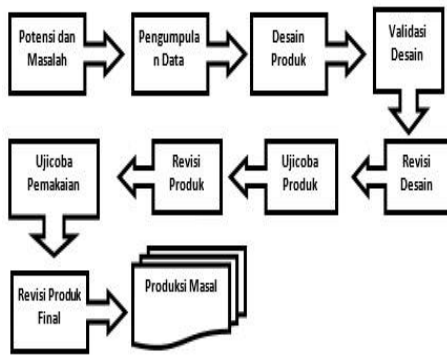 Potensi dan
Masalah
Pengumpula
n Data
Desain
Produk
Validasi
Desain
Revisi
Desain
Ujicoba
Produk
Revisi
Produk
Ujicoba
Pemakaian
Revisi Produk
Final
Produksi Masal